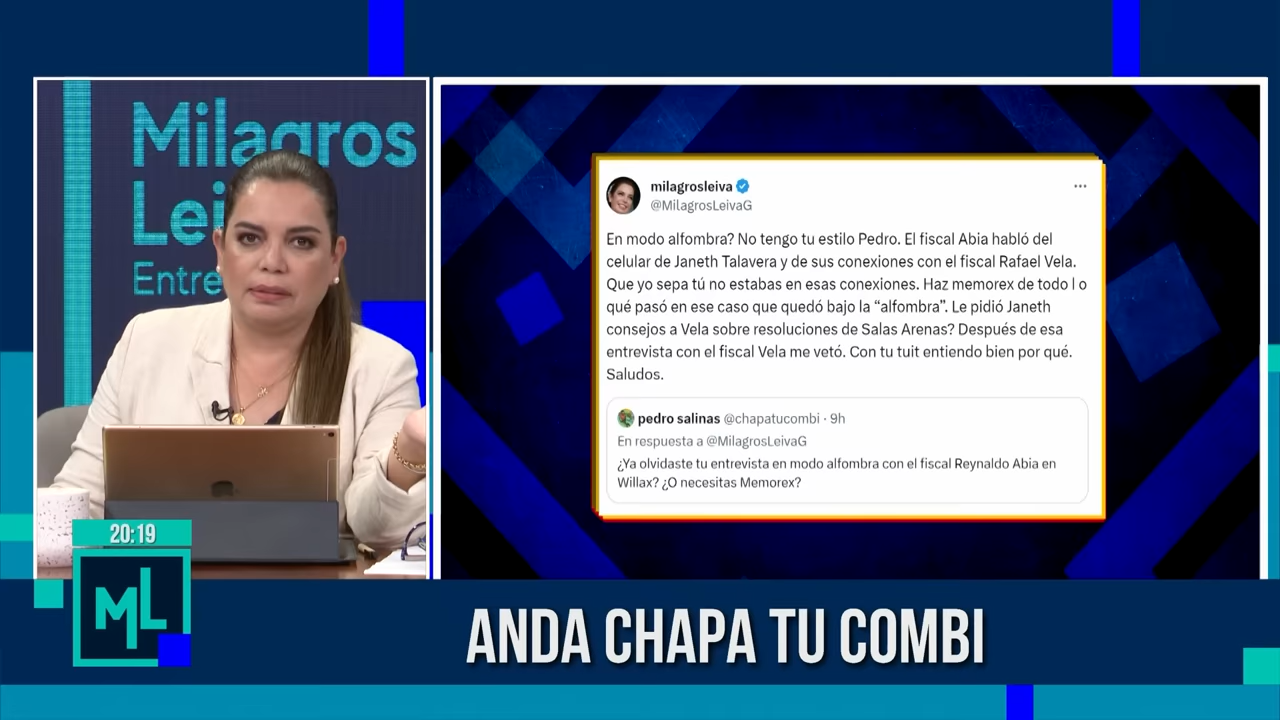 Milagros
Lei
Entre
milagrosleiva
@MilagrosLeivaG
En modo alfombra? No tengo tu estilo Pedro. El fiscal Abia habló del
celular de Janeth Talavera y de sus conexiones con el fiscal Rafael Vela.
Que yo sepa tú no estabas en esas conexiones. Haz memorex de todo l o
qué pasó en ese caso que quedó bajo la “alfombra”. Le pidió Janeth
consejos a Vela sobre resoluciones de Salas Arenas? Después de esa
entrevista con el fiscal Vela me vetó. Con tu tuit entiendo bien por qué.
Saludos.
pedro salinas @chapatucombi · 9h
En respuesta a @MilagrosLeivaG
¿Ya olvidaste tu entrevista en modo alfombra con el fiscal Reynaldo Abia en
Willax? ¿O necesitas Memorex?
20:19
ML
ANDA CHAPA TU COMBI